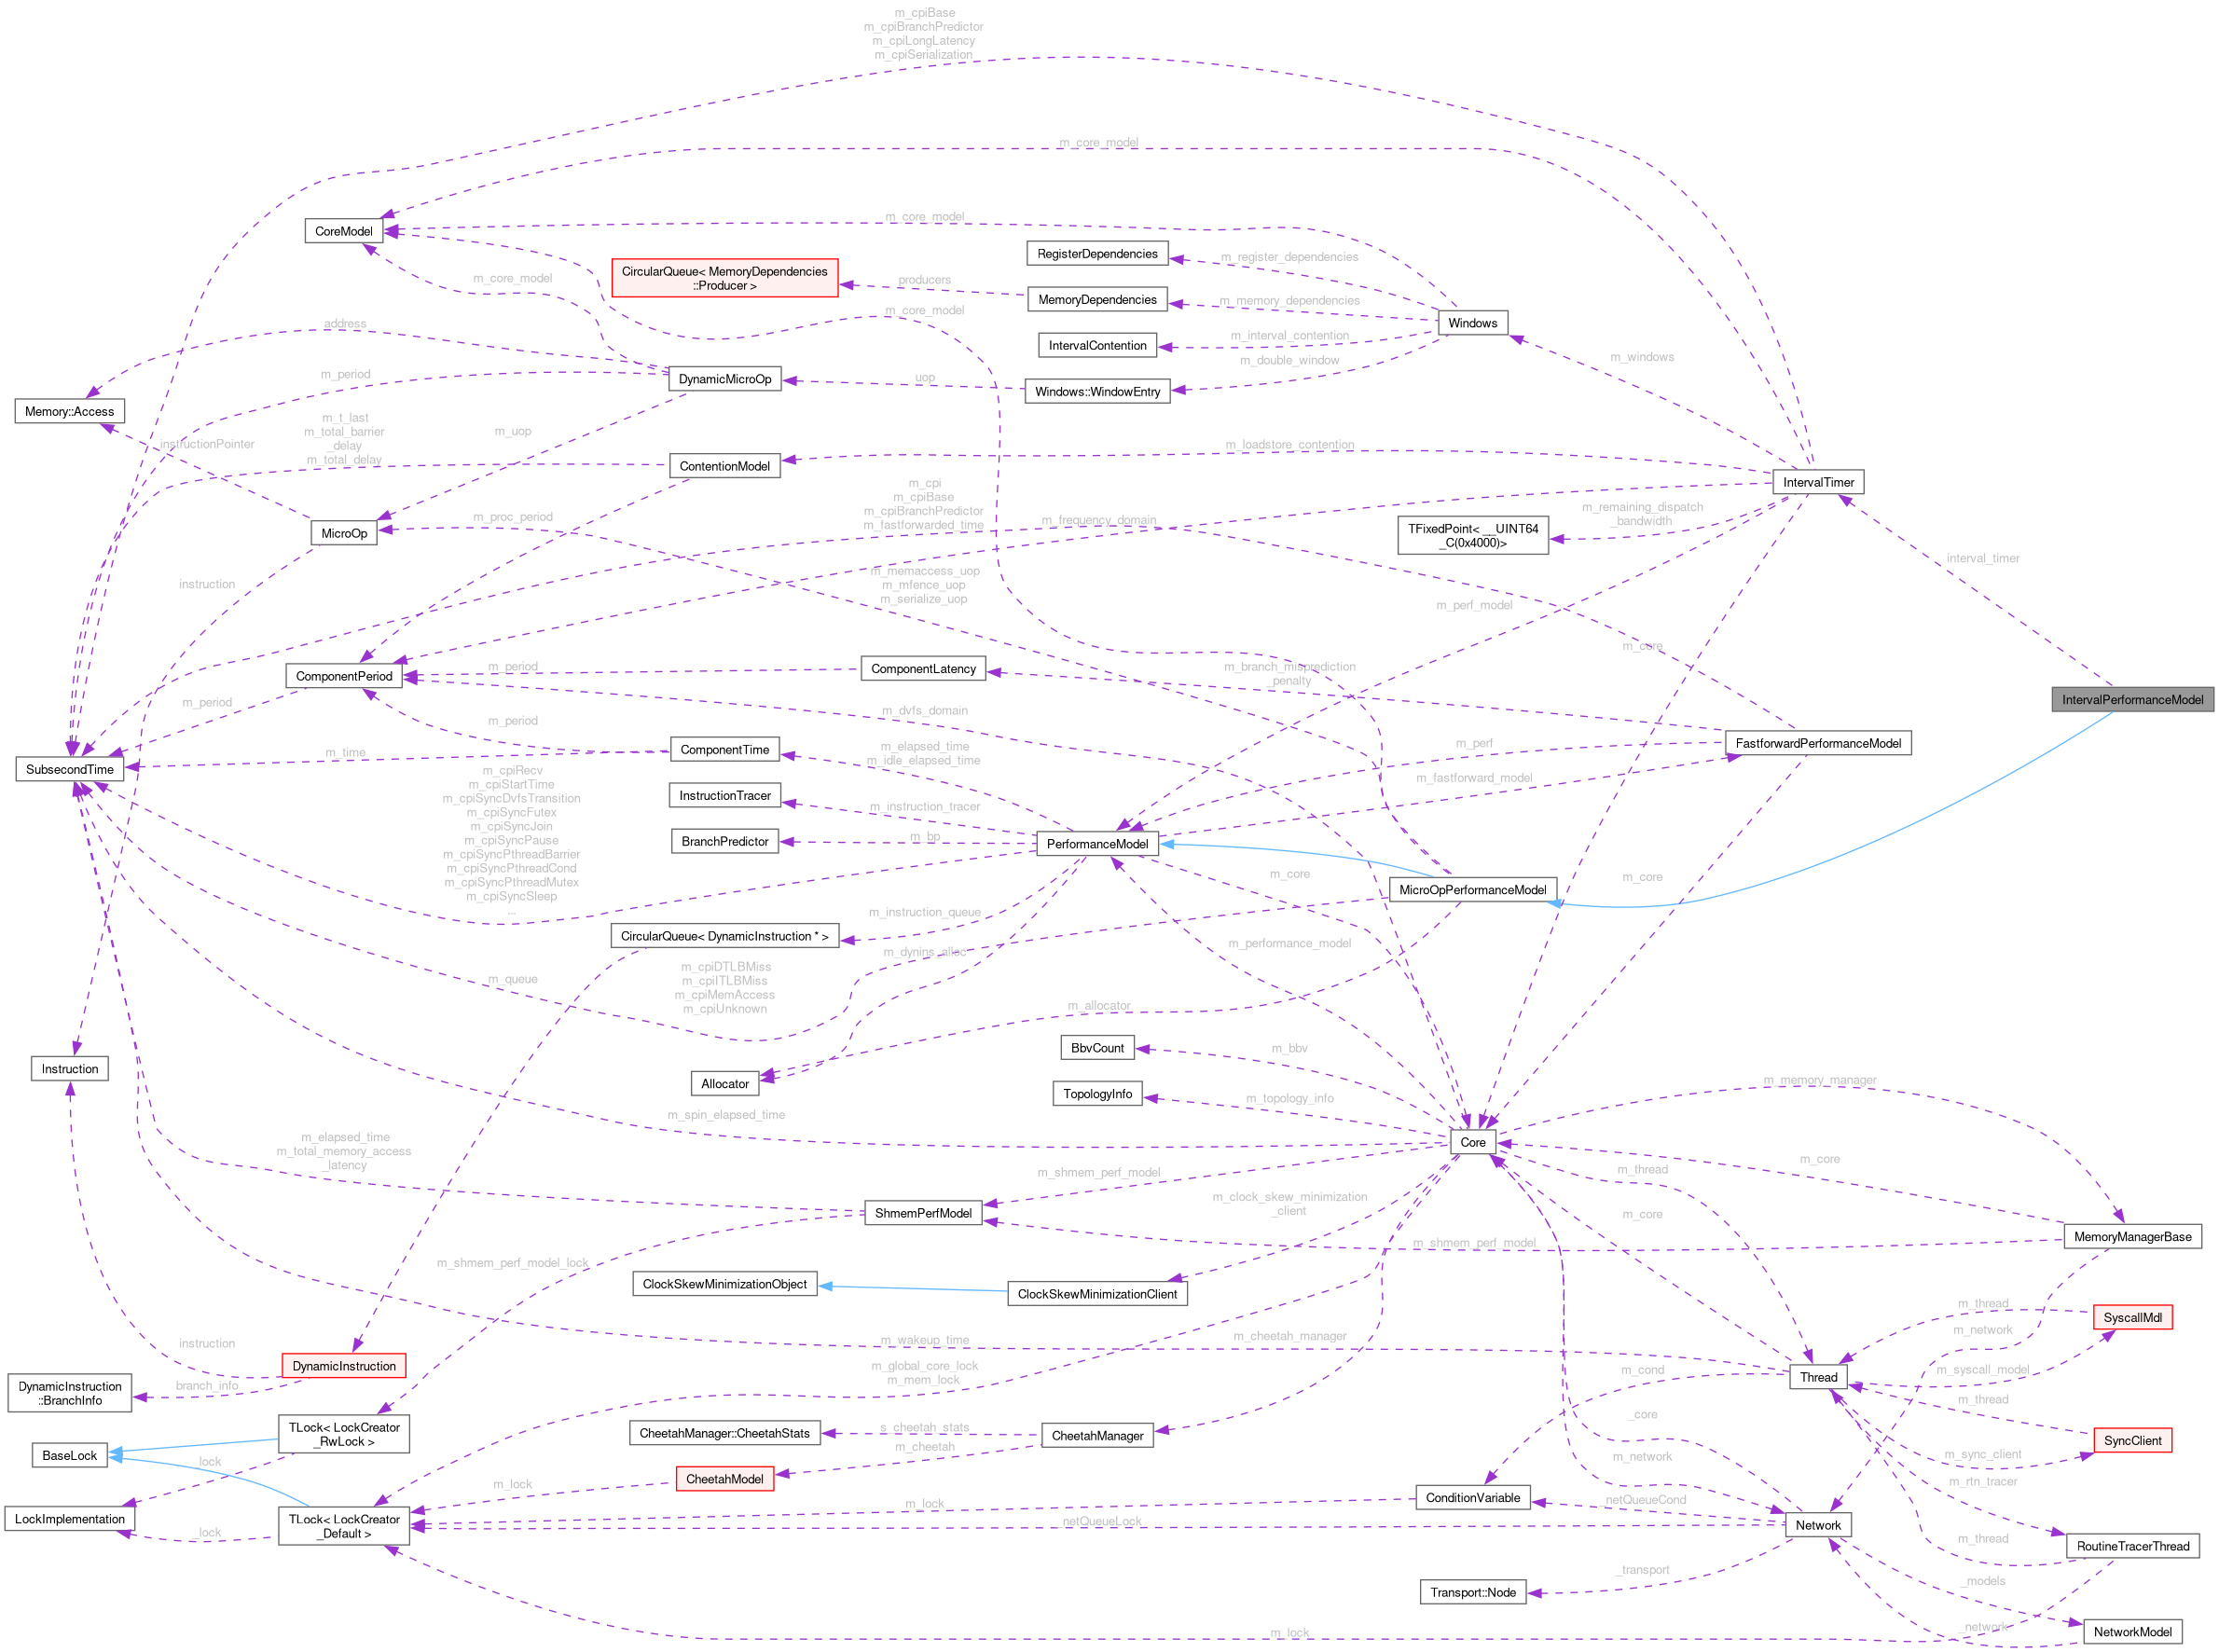 m_cpiBase
m_cpiBranchPredictor
m_cpiLongLatency
m_cpiSerialization
m_core_model
CoreModel
m_core_model
RegisterDependencies
m_register_dependencies
CircularQueue< MemoryDependencies
::Producer >
producers
MemoryDependencies
m_memory_dependencies
m_core_model
m_core_model
Windows
address
IntervalContention
m_interval_contention
m_double_window
m_windows
m_period
DynamicMicroOp
uop
Windows::WindowEntry
Memory::Access
m_t_last
m_total_barrier
_delay
m_total_delay
instructionPointer
m_uop
m_loadstore_contention
ContentionModel
IntervalTimer
m_cpi
m_cpiBase
m_cpiBranchPredictor
m_fastforwarded_time
m_proc_period
MicroOp
m_frequency_domain
TFixedPoint< __UINT64
_C(0x4000)>
m_remaining_dispatch
_bandwidth
interval_timer
instruction
m_memaccess_uop
m_mfence_uop
m_serialize_uop
m_perf_model
m_core
ComponentPeriod
m_period
ComponentLatency
m_branch_misprediction
_penalty
IntervalPerformanceModel
m_period
m_dvfs_domain
m_period
ComponentTime
m_elapsed_time
m_idle_elapsed_time
m_perf
FastforwardPerformanceModel
m_time
SubsecondTime
m_cpiRecv
m_cpiStartTime
m_cpiSyncDvfsTransition
m_cpiSyncFutex
m_cpiSyncJoin
m_cpiSyncPause
m_cpiSyncPthreadBarrier
m_cpiSyncPthreadCond
m_cpiSyncPthreadMutex
m_cpiSyncSleep
...
InstructionTracer
m_instruction_tracer
m_fastforward_model
BranchPredictor
m_bp
PerformanceModel
m_core
m_core
MicroOpPerformanceModel
m_instruction_queue
CircularQueue< DynamicInstruction * >
m_dynins_alloc
m_performance_model
m_queue
m_cpiDTLBMiss
m_cpiITLBMiss
m_cpiMemAccess
m_cpiUnknown
m_allocator
BbvCount
m_bbv
Instruction
Allocator
TopologyInfo
m_topology_info
m_memory_manager
m_spin_elapsed_time
Core
m_elapsed_time
m_total_memory_access
_latency
m_shmem_perf_model
m_thread
m_core
ShmemPerfModel
m_clock_skew_minimization
_client
m_core
m_shmem_perf_model
MemoryManagerBase
m_shmem_perf_model_lock
ClockSkewMinimizationObject
ClockSkewMinimizationClient
m_thread
SyscallMdl
m_network
m_wakeup_time
m_cheetah_manager
instruction
DynamicInstruction
m_global_core_lock
m_mem_lock
m_cond
Thread
m_syscall_model
DynamicInstruction
::BranchInfo
branch_info
m_thread
TLock< LockCreator
_RwLock >
CheetahManager::CheetahStats
s_cheetah_stats
CheetahManager
_core
SyncClient
BaseLock
_lock
m_cheetah
m_network
m_sync_client
CheetahModel
m_lock
m_rtn_tracer
ConditionVariable
m_lock
_netQueueCond
LockImplementation
_lock
TLock< LockCreator
_Default >
_netQueueLock
Network
m_thread
RoutineTracerThread
Transport::Node
_transport
_models
m_lock
_network
NetworkModel